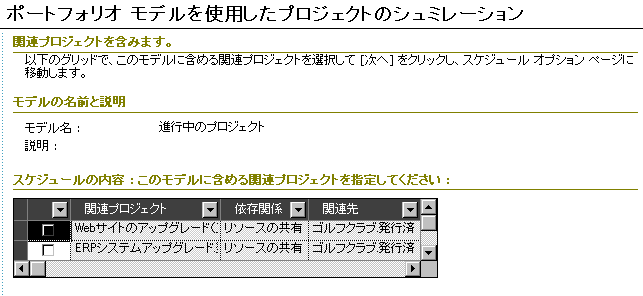 ポートフォリオ モデルを使用したプロジェクトのシュミレーション
関連プロジェクトを含みます。
以下のグリッドで、このモデルに含める関連プロジェクトを選択して [次へ] をクリックし、スケジュール オプション ページに
移動します。
モデルの名前と説明
モデル名： 進行中のプロジェクト
説明：
スケジュールの内容：このモデルに含める関連プロジェクトを指定してください：
関連プロジェクト 依存関係 関連先
Webサイトのアップグレード リソースの共有 ゴルフクラブ.発行済
ERPシステムアップグレード リソースの共有 ゴルフクラブ.発行済